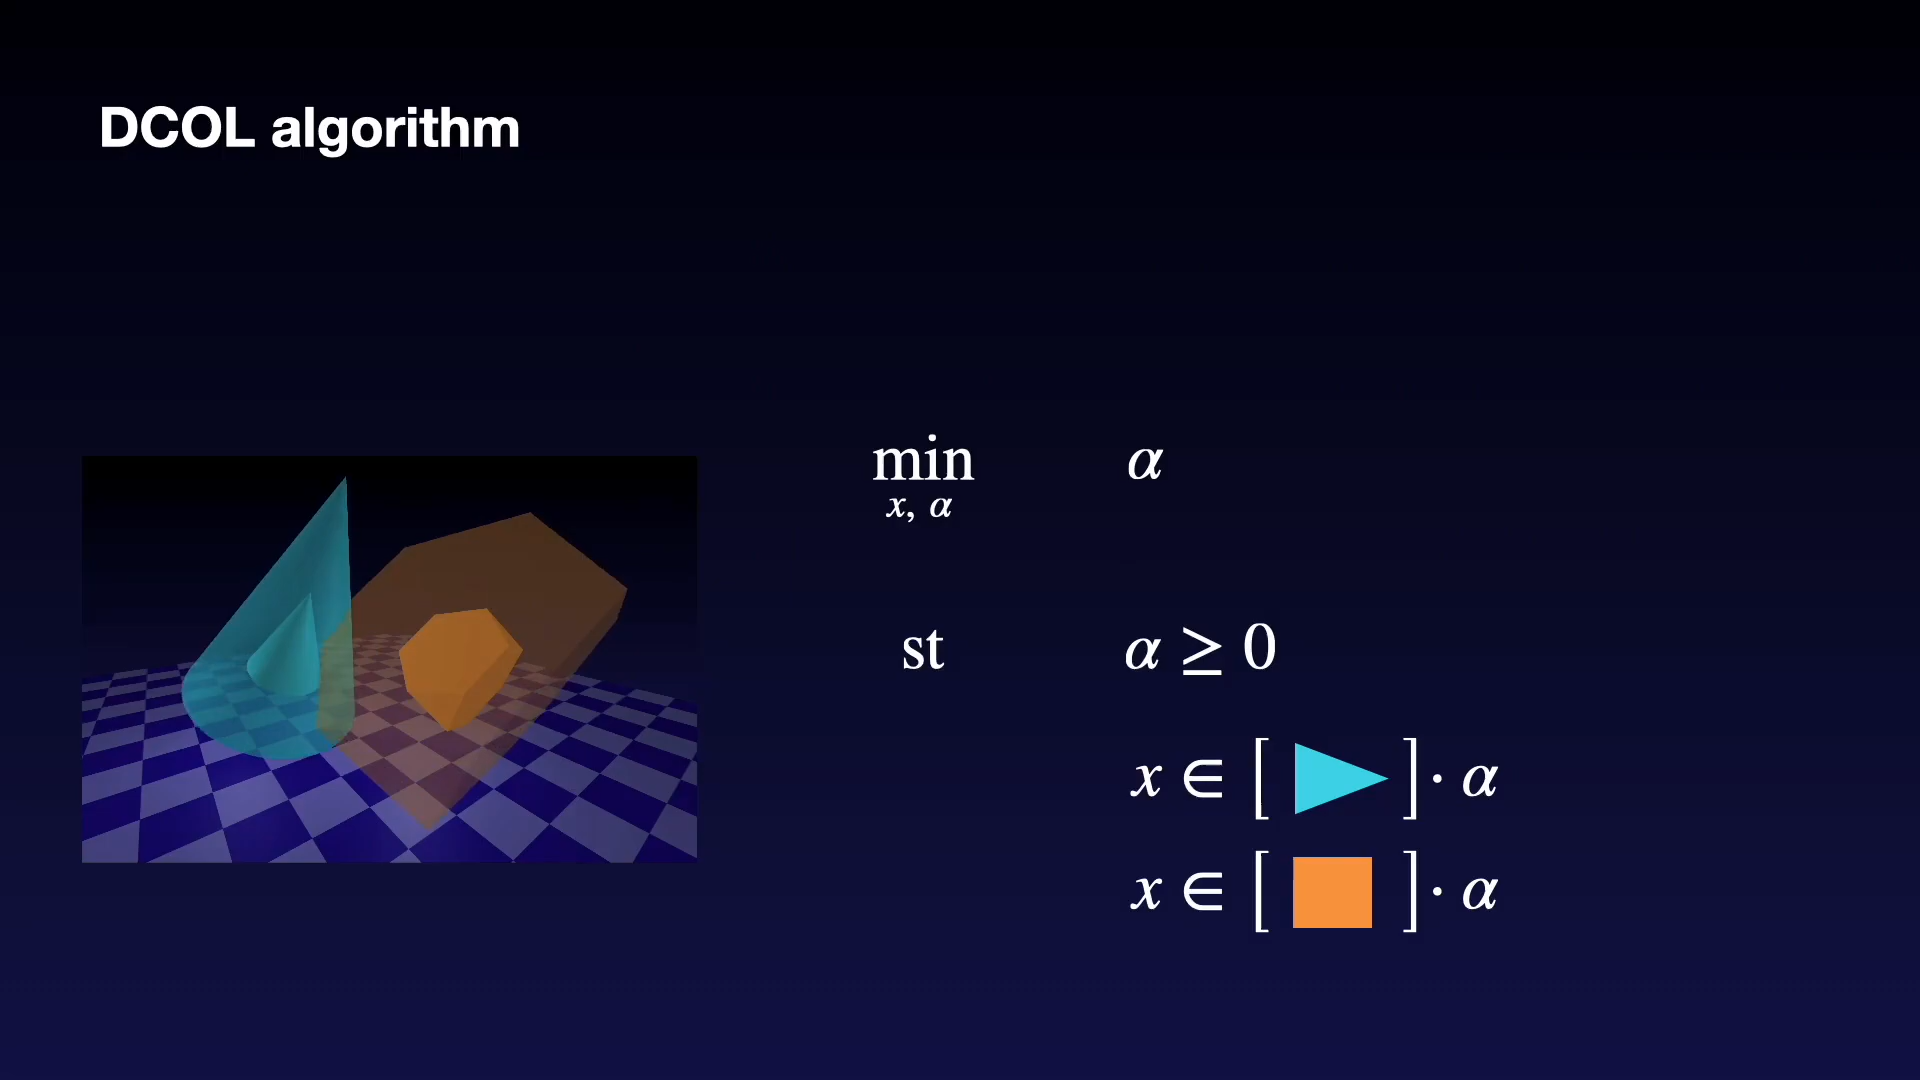 DCOL algorithm
min α
x, α
st α ≥ 0
x ∈ [ ] · α
x ∈ [ ] · α